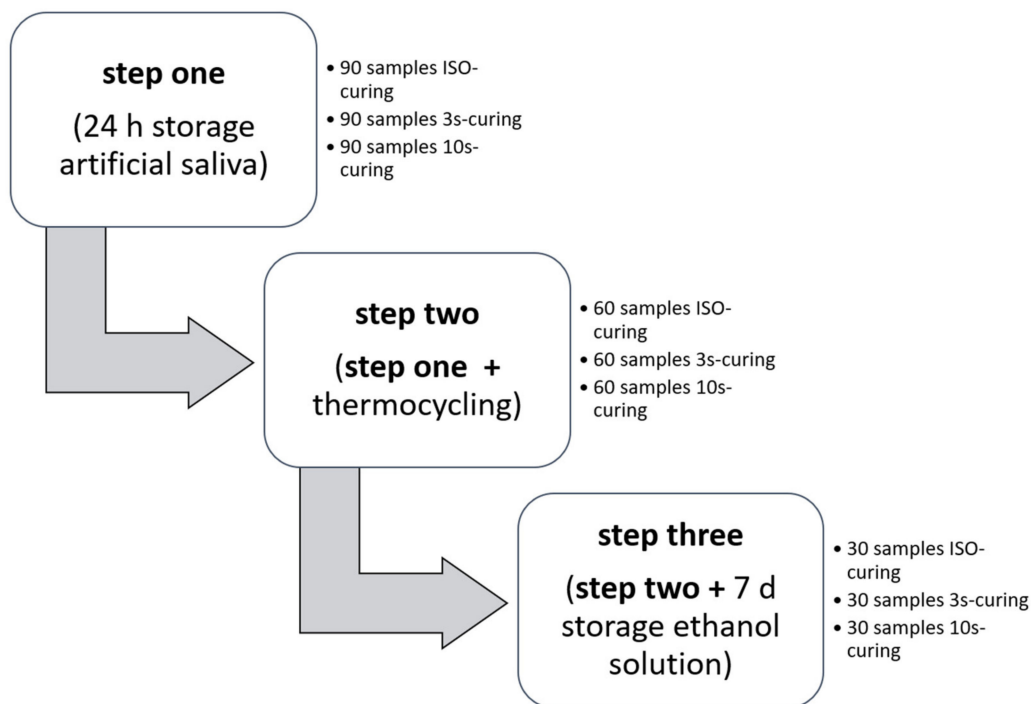 step one
(24 h storage
artificial saliva)
• 90 samples ISO-
curing
• 90 samples 3s-curing
• 90 samples 10s-
curing
step two
(step one + 
thermocycling)
• 60 samples ISO-
curing
• 60 samples 3s-curing
• 60 samples 10s-
curing
step three
(step two + 7 d
storage ethanol
solution)
• 30 samples ISO-
curing
• 30 samples 3s-curing
• 30 samples 10s-
curing